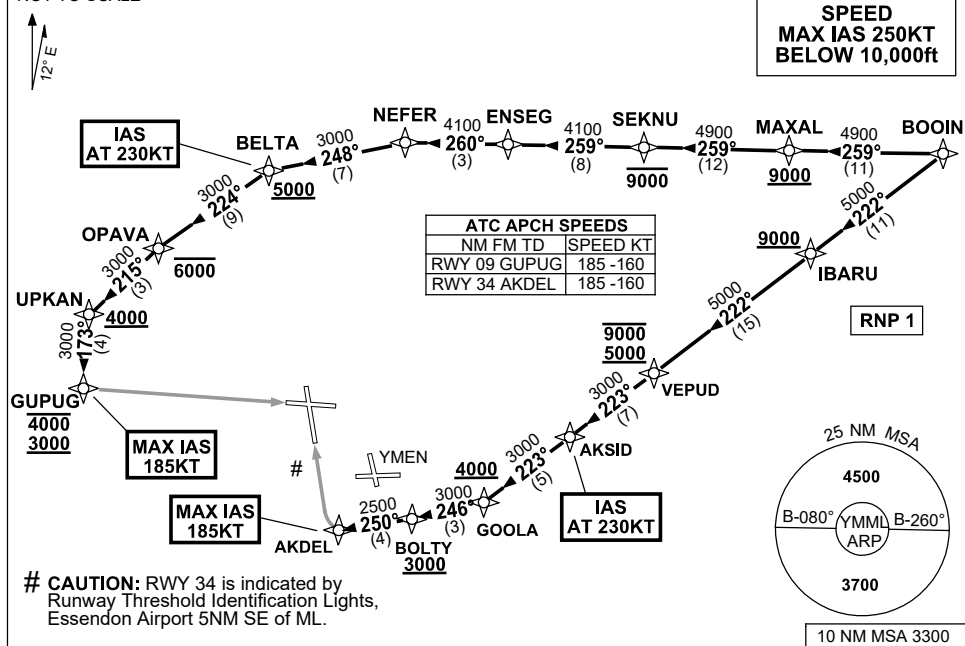 NOT TO SCALE
12° E
SPEED
MAX IAS 250KT
BELOW 10,000ft
IAS
AT 230KT
BELTA
5000
3000
248°
(7)
NEFER
4100
260°
(3)
ENSEG
4100
259°
(8)
SEKNU
9000
4900
259°
(12)
MAXAL
9000
4900
259°
(11)
BOOIN
3000
224°
(9)
OPAVA
6000
3000
215°
(3)
UPKAN
4000
3000
173°
(4)
GUPUG
4000
3000
MAX IAS
185KT
ATC APCH SPEEDS
NM FM TD SPEED KT
RWY 09 GUPUG 185 -160
RWY 34 AKDEL 185 -160
5000
222°
(11)
9000
IBARU
5000
222°
(15)
RNP 1
9000
5000
VEPUD
3000
223°
(7)
AKSID
IAS
AT 230KT
3000
223°
(5)
4000
GOOLA
3000
246°
(3)
BOLTY
3000
2500
250°
(4)
AKDEL
MAX IAS
185KT
#
YMEN
25 NM MSA
4500
B-080°
YMML
ARP
B-260°
3700
10 NM MSA 3300
# CAUTION: RWY 34 is indicated by
Runway Threshold Identification Lights,
Essendon Airport 5NM SE of ML.